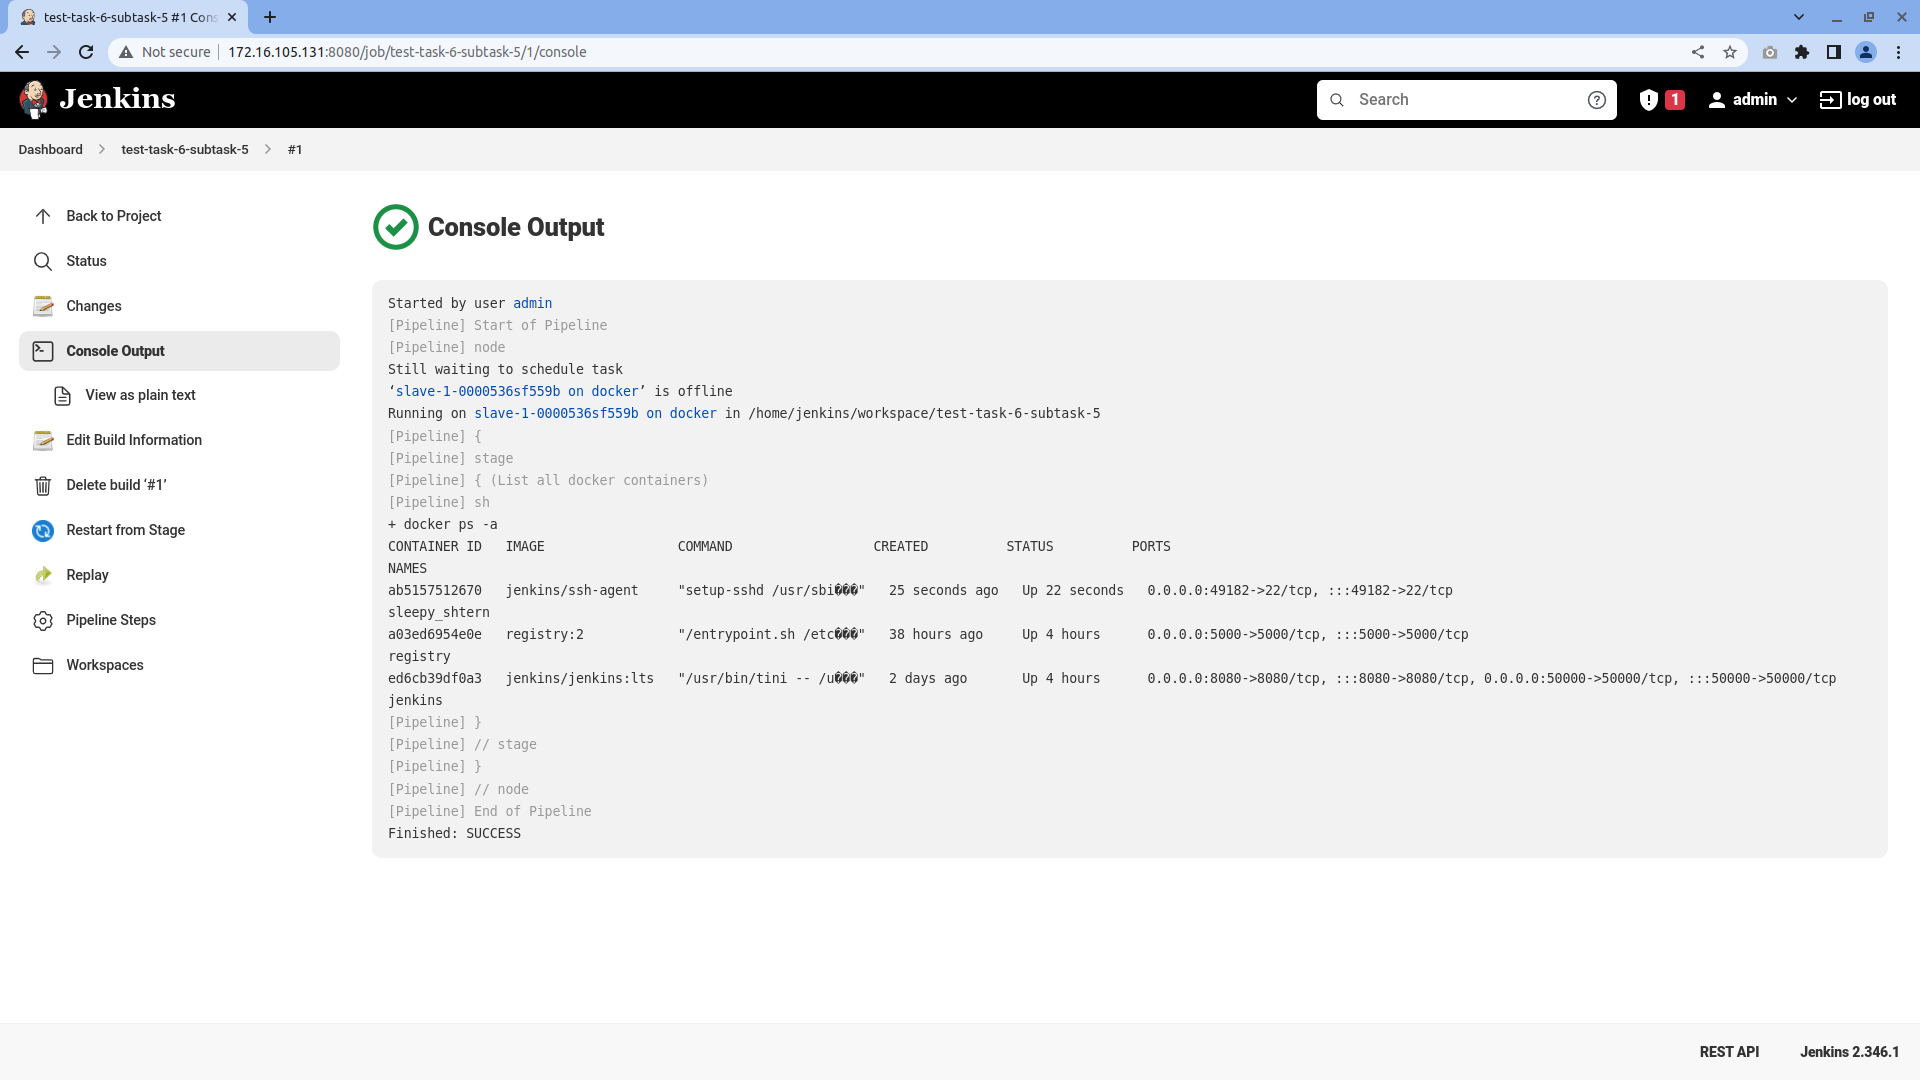 test-task-6-subtask-5 #1 Cons
Not secure
172.16.105.131:8080/job/test-task-6-subtask-5/1/console
Jenkins
Search
1
admin
log out
Dashboard
test-task-6-subtask-5
#1
Back to Project
Status
Changes
Console Output
View as plain text
Edit Build Information
Delete build ‘#1’
Restart from Stage
Replay
Pipeline Steps
Workspaces
Console Output
Started by user admin
[Pipeline] Start of Pipeline
[Pipeline] node
Still waiting to schedule task
‘slave-1-0000536sf559b on docker’ is offline
Running on slave-1-0000536sf559b on docker in /home/jenkins/workspace/test-task-6-subtask-5
[Pipeline] {
[Pipeline] stage
[Pipeline] { (List all docker containers)
[Pipeline] sh
+ docker ps -a
CONTAINER ID   IMAGE                 COMMAND                  CREATED          STATUS          PORTS
NAMES
ab5157512670   jenkins/ssh-agent     "setup-sshd /usr/sbi���"   25 seconds ago   Up 22 seconds   0.0.0.0:49182->22/tcp, :::49182->22/tcp
sleepy_shtern
a03ed6954e0e   registry:2            "/entrypoint.sh /etc���"   38 hours ago     Up 4 hours      0.0.0.0:5000->5000/tcp, :::5000->5000/tcp
registry
ed6cb39df0a3   jenkins/jenkins:lts   "/usr/bin/tini -- /u���"   2 days ago       Up 4 hours      0.0.0.0:8080->8080/tcp, :::8080->8080/tcp, 0.0.0.0:50000->50000/tcp, :::50000->50000/tcp
jenkins
[Pipeline] }
[Pipeline] // stage
[Pipeline] }
[Pipeline] // node
[Pipeline] End of Pipeline
Finished: SUCCESS
REST API
Jenkins 2.346.1